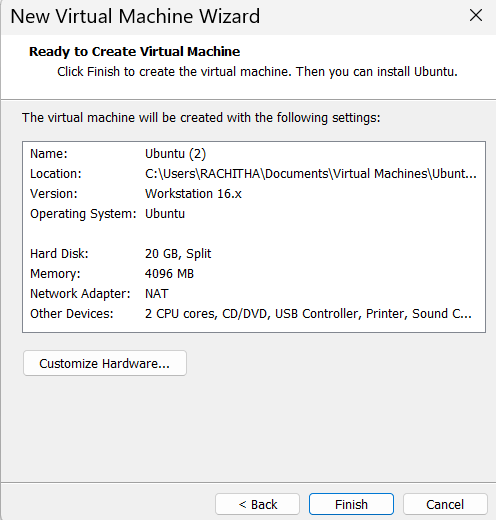 New Virtual Machine Wizard
Ready to Create Virtual Machine
Click Finish to create the virtual machine. Then you can install Ubuntu.
The virtual machine will be created with the following settings:
Name: Ubuntu (2)
Location: C:\Users\RACHITHA\Documents\Virtual Machines\Ubunt...
Version: Workstation 16.x
Operating System: Ubuntu
Hard Disk: 20 GB, Split
Memory: 4096 MB
Network Adapter: NAT
Other Devices: 2 CPU cores, CD/DVD, USB Controller, Printer, Sound C...
Customize Hardware...
< Back Finish Cancel